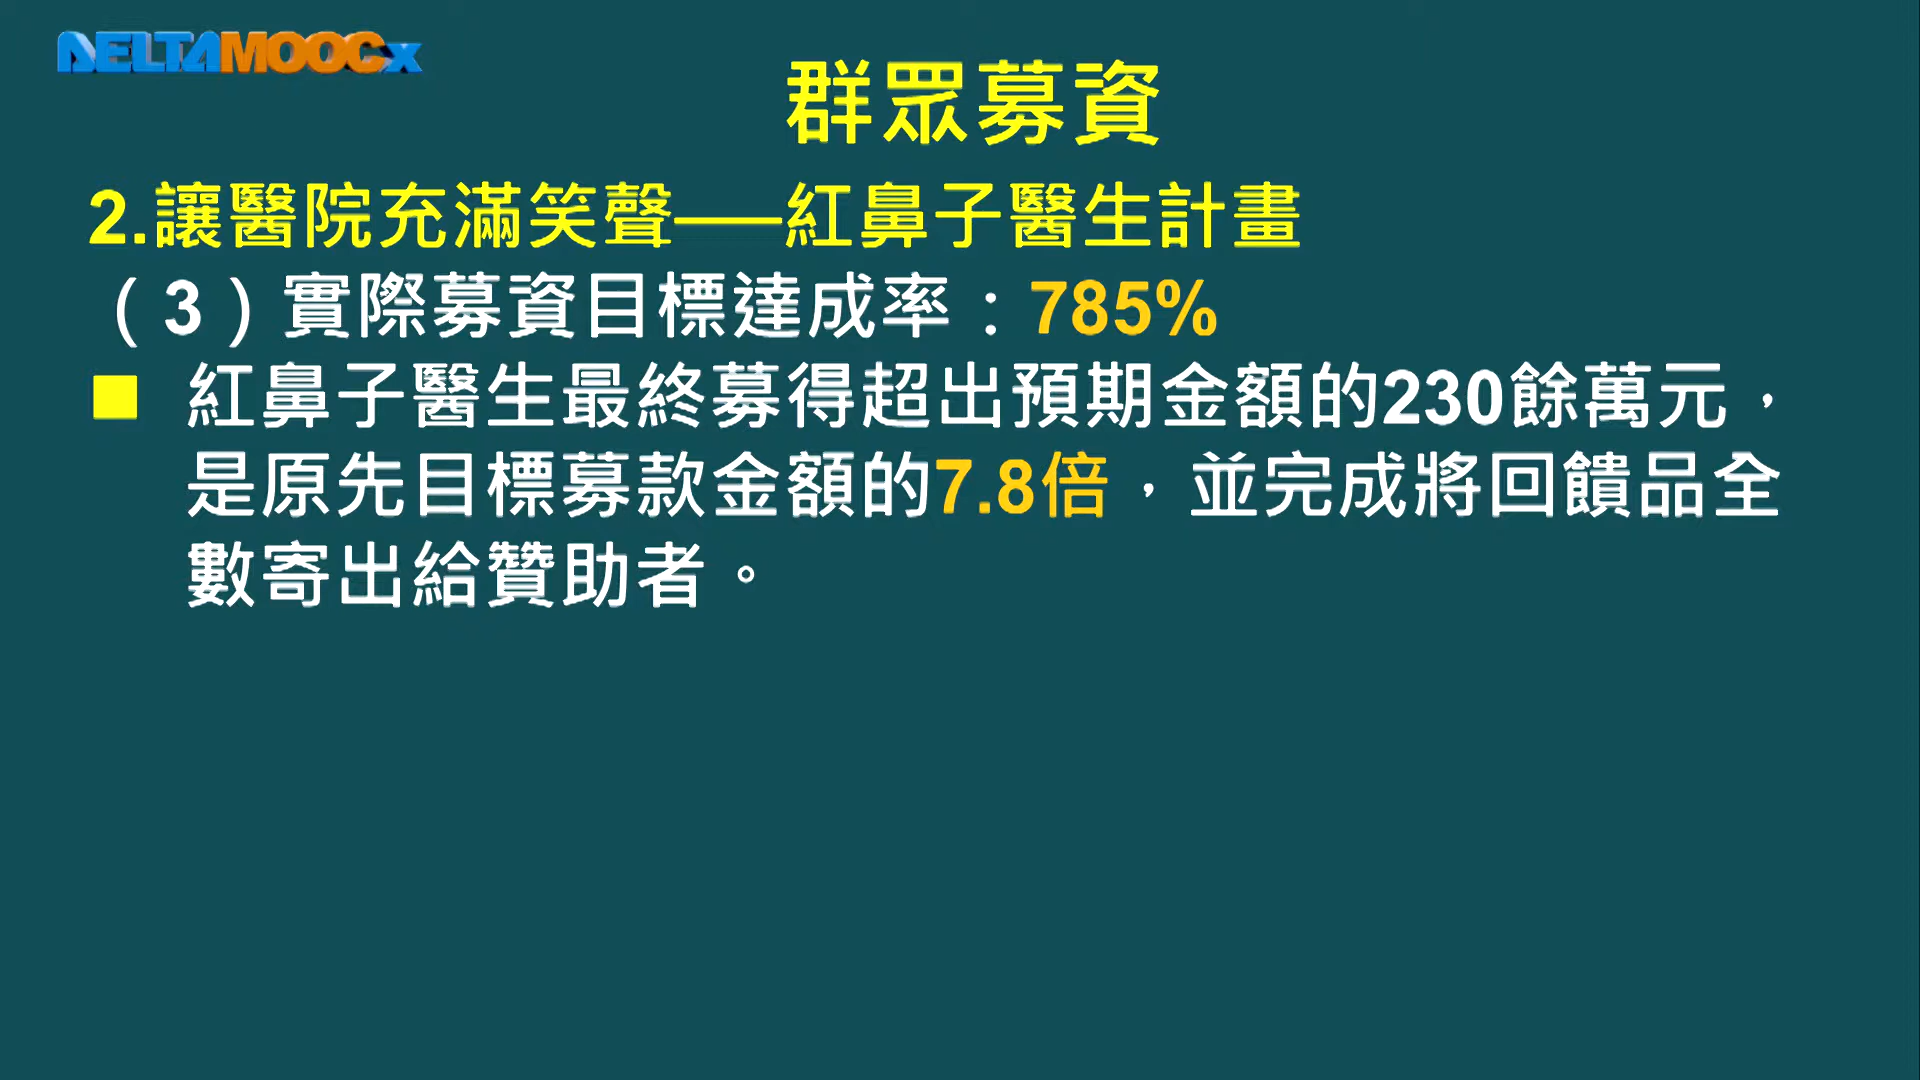 DELTAMOOCx
群眾募資
2.讓醫院充滿笑聲──紅鼻子醫生計畫
（3）實際募資目標達成率：785%
■ 紅鼻子醫生最終募得超出預期金額的230餘萬元，
是原先目標募款金額的7.8倍，並完成將回饋品全
數寄出給贊助者。